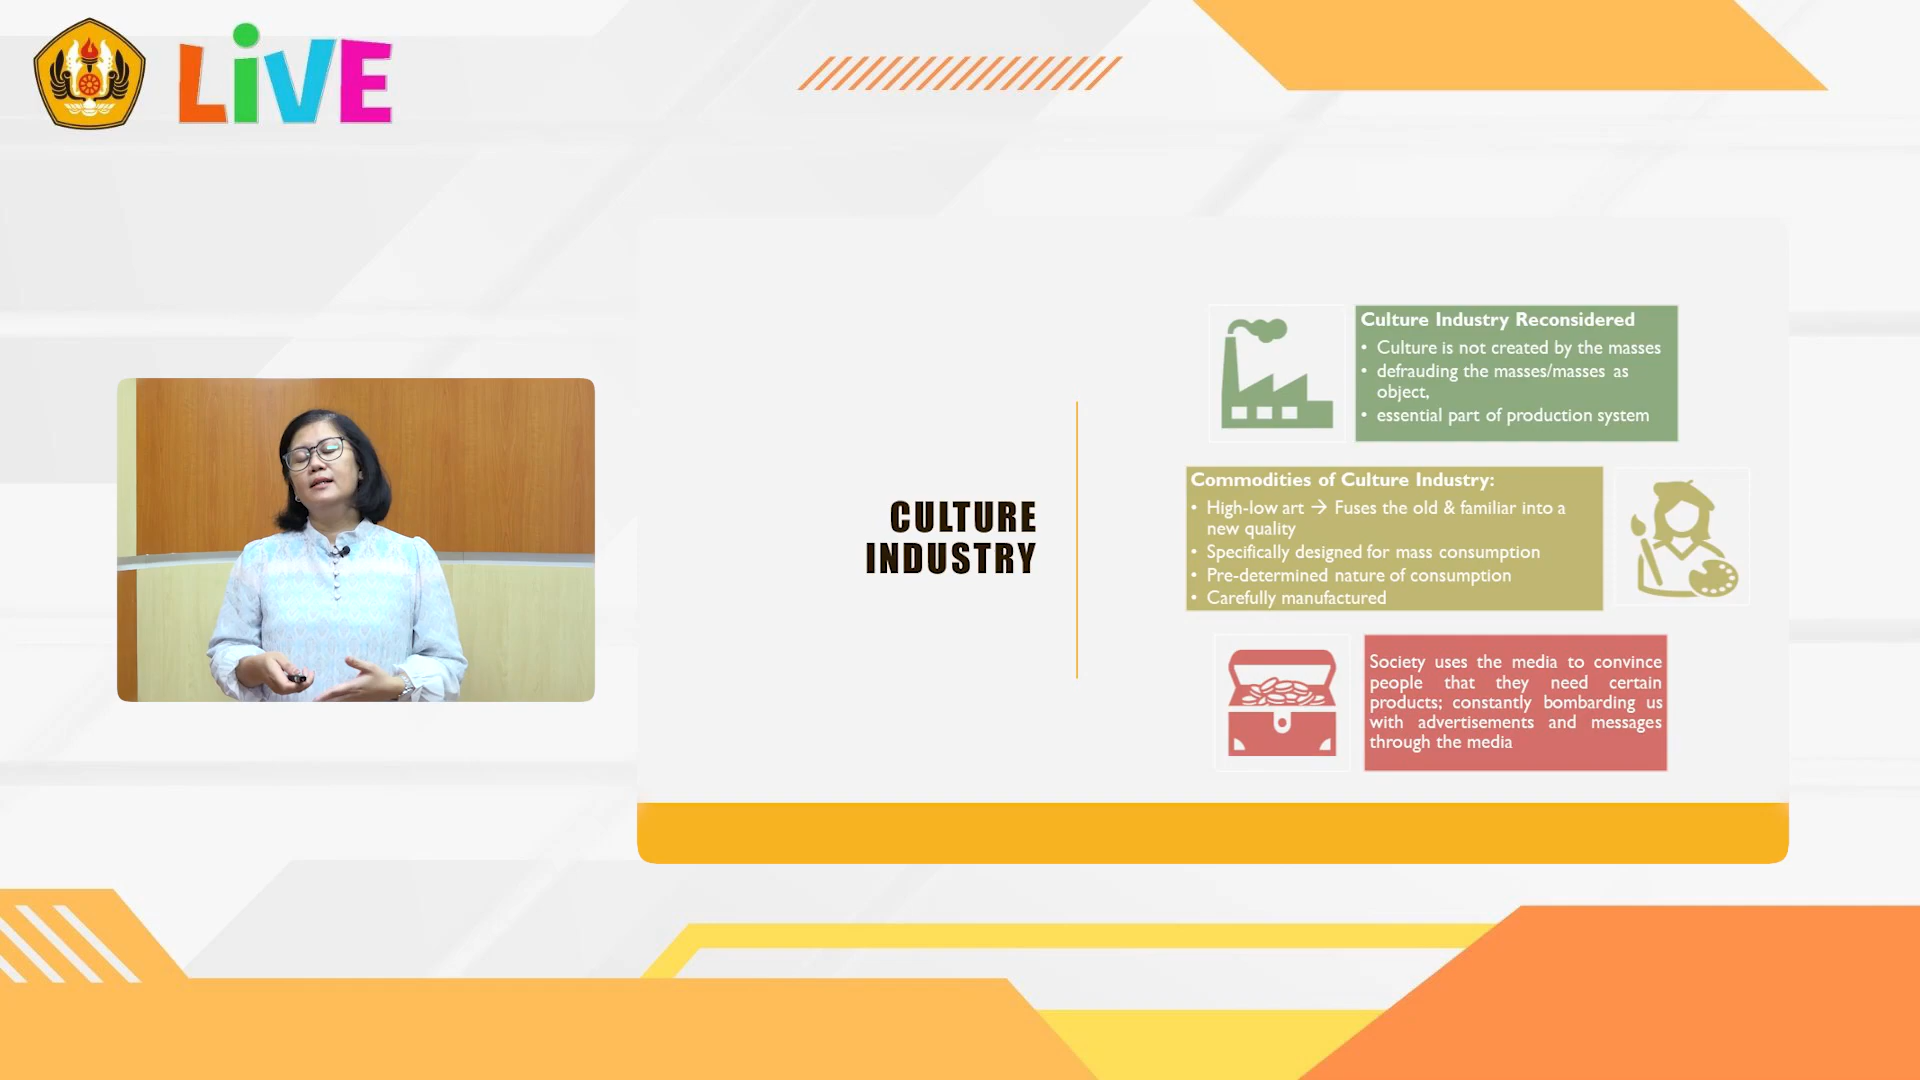 LiVE
CULTURE
INDUSTRY
Culture Industry Reconsidered
• Culture is not created by the masses
• defrauding the masses/masses as
object,
• essential part of production system
Commodities of Culture Industry:
• High-low art → Fuses the old & familiar into a
new quality
• Specifically designed for mass consumption
• Pre-determined nature of consumption
• Carefully manufactured
Society uses the media to convince
people that they need certain
products; constantly bombarding us
with advertisements and messages
through the media